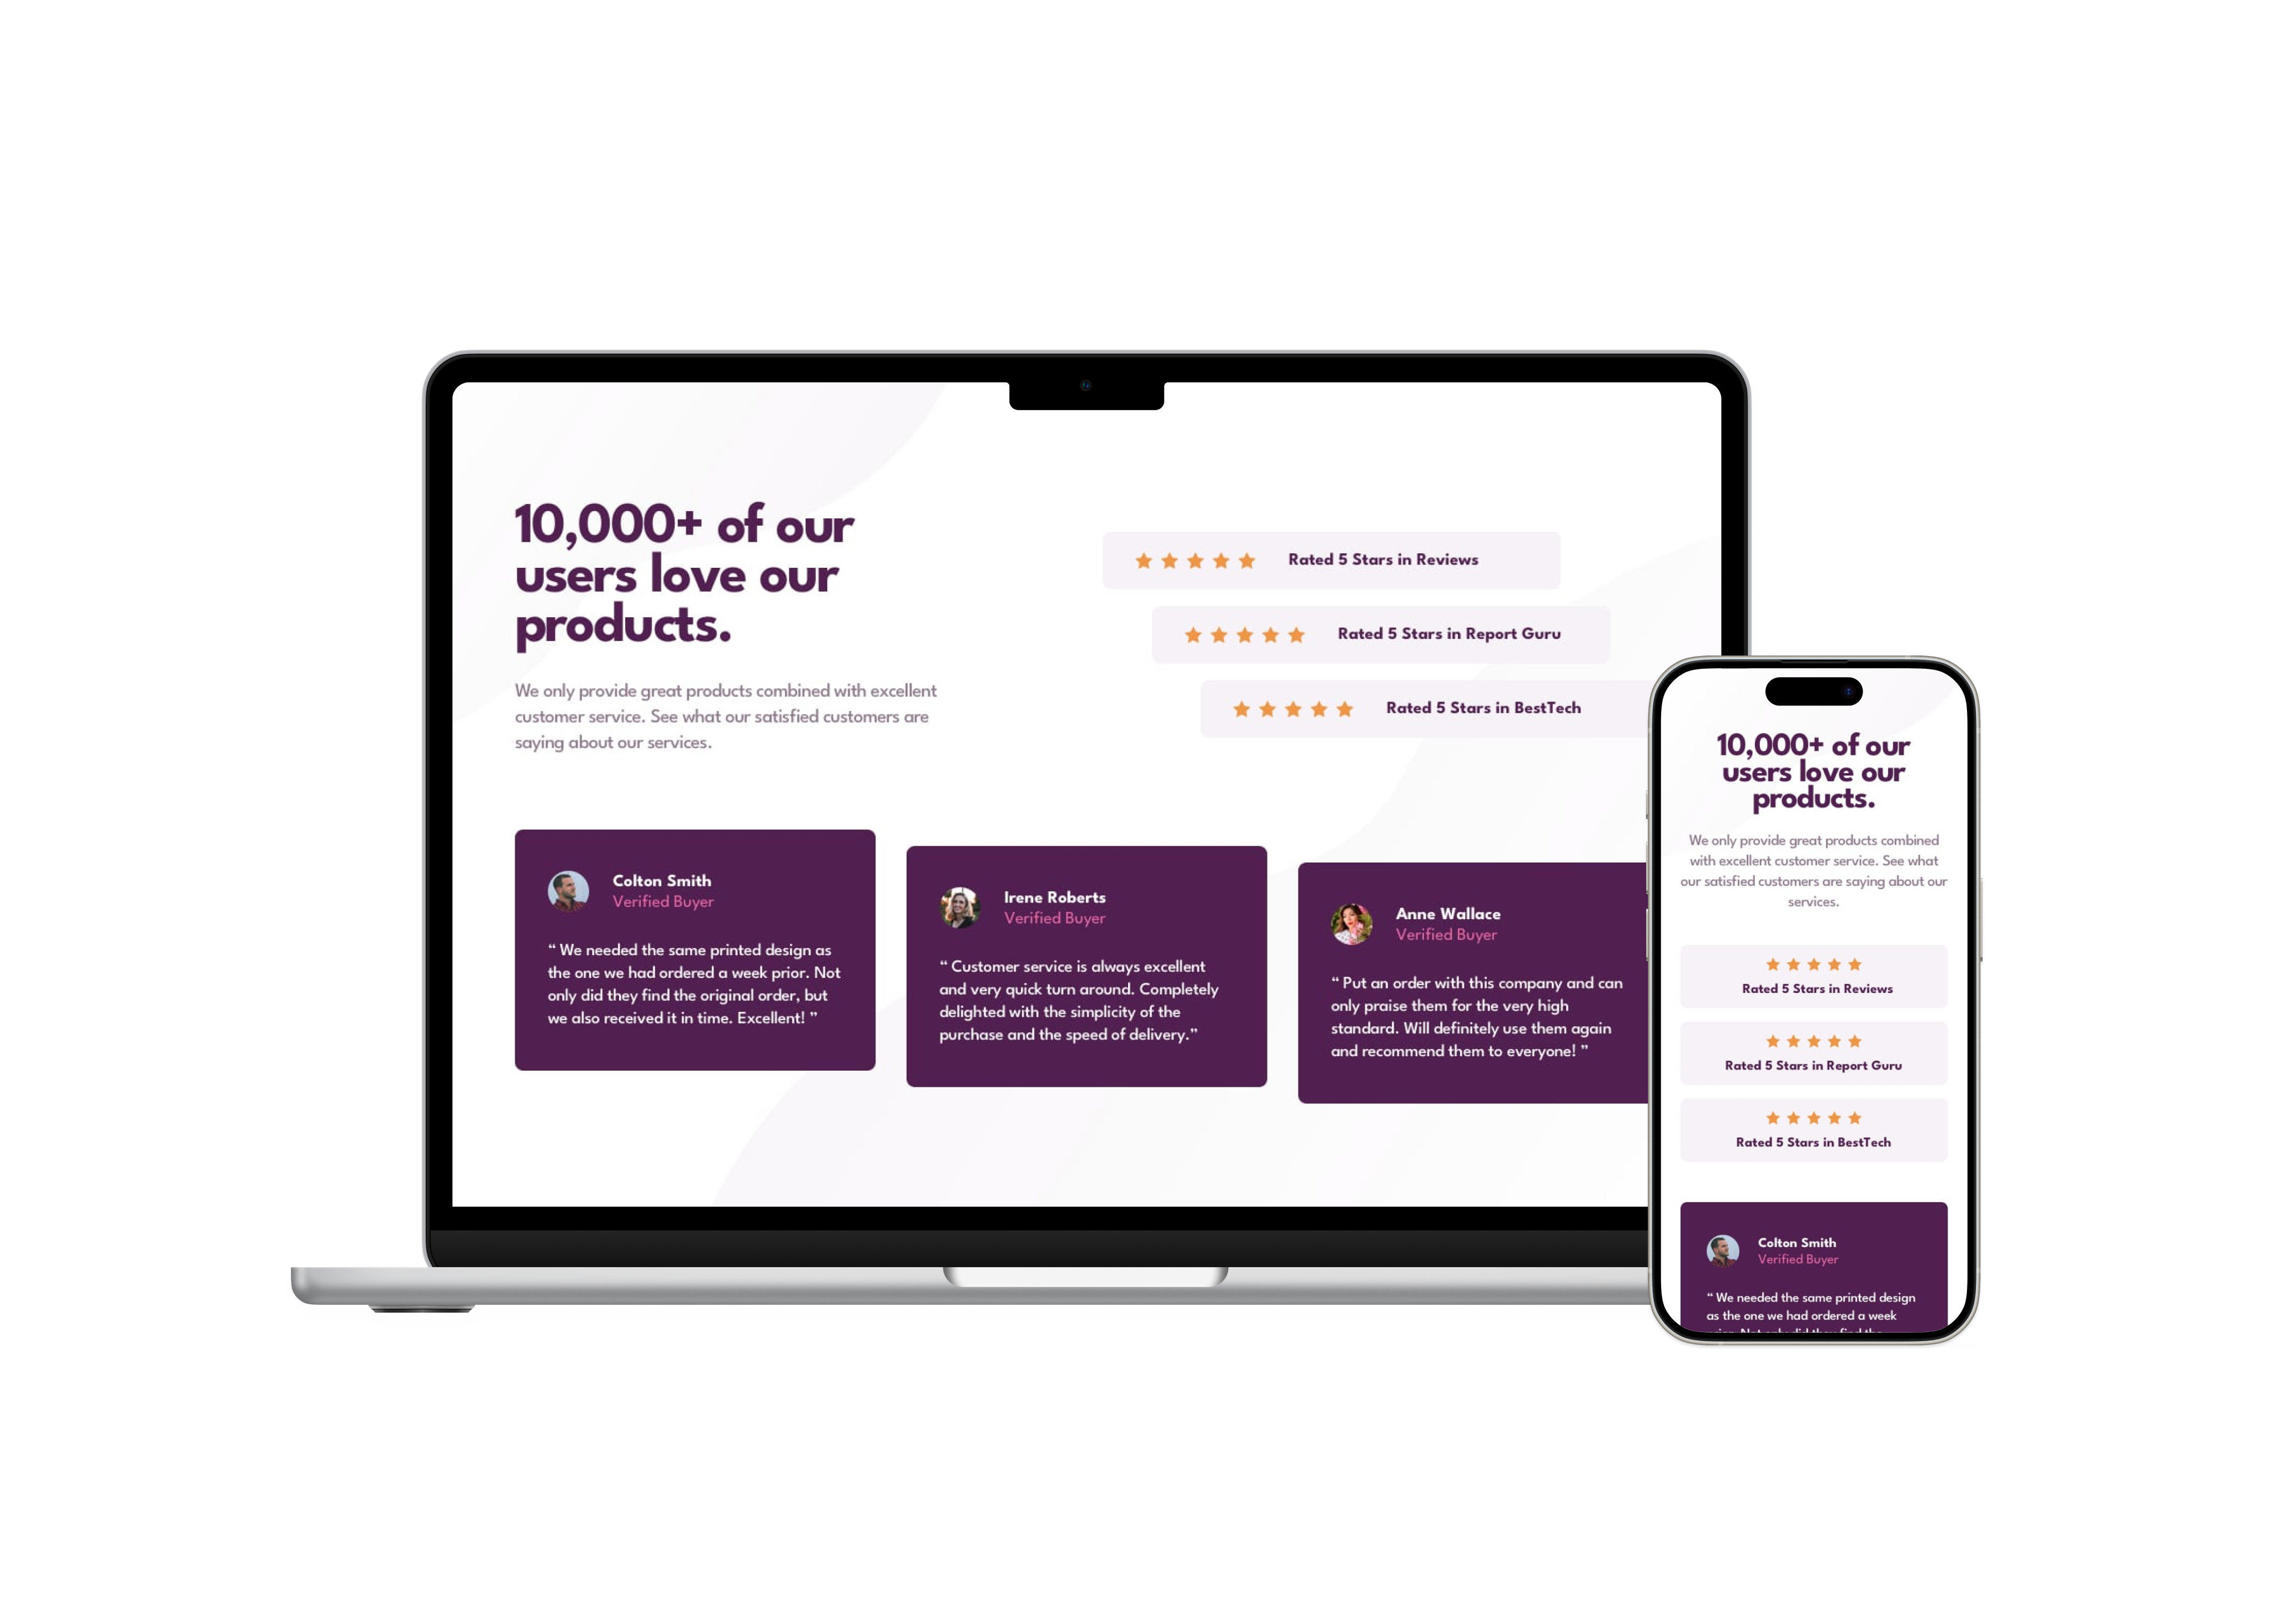 10,000+ of our
users love our
products.
We only provide great products combined with excellent
customer service. See what our satisfied customers are
saying about our services.
Rated 5 Stars in Reviews
Rated 5 Stars in Report Guru
Rated 5 Stars in BestTech
Colton Smith
Verified Buyer
“ We needed the same printed design as
the one we had ordered a week prior. Not
only did they find the original order, but
we also received it in time. Excellent! ”
Irene Roberts
Verified Buyer
“ Customer service is always excellent
and very quick turn around. Completely
delighted with the simplicity of the
purchase and the speed of delivery.”
Anne Wallace
Verified Buyer
“ Put an order with this company and can
only praise them for the very high
standard. Will definitely use them again
and recommend them to everyone! ”
10,000+ of our
users love our
products.
We only provide great products combined
with excellent customer service. See what
our satisfied customers are saying about our
services.
Rated 5 Stars in Reviews
Rated 5 Stars in Report Guru
Rated 5 Stars in BestTech
Colton Smith
Verified Buyer
“ We needed the same printed design
as the one we had ordered a week
prior. Not only did they find the